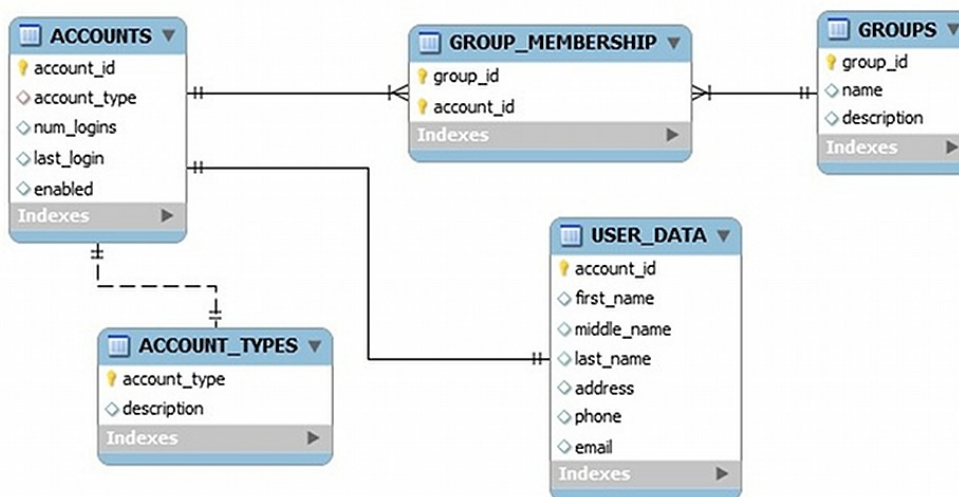 ACCOUNTS
account_id
account_type
num_logins
last_login
enabled
Indexes
GROUP_MEMBERSHIP
group_id
account_id
Indexes
GROUPS
group_id
name
description
Indexes
USER_DATA
account_id
first_name
middle_name
last_name
address
phone
email
Indexes
ACCOUNT_TYPES
account_type
description
Indexes